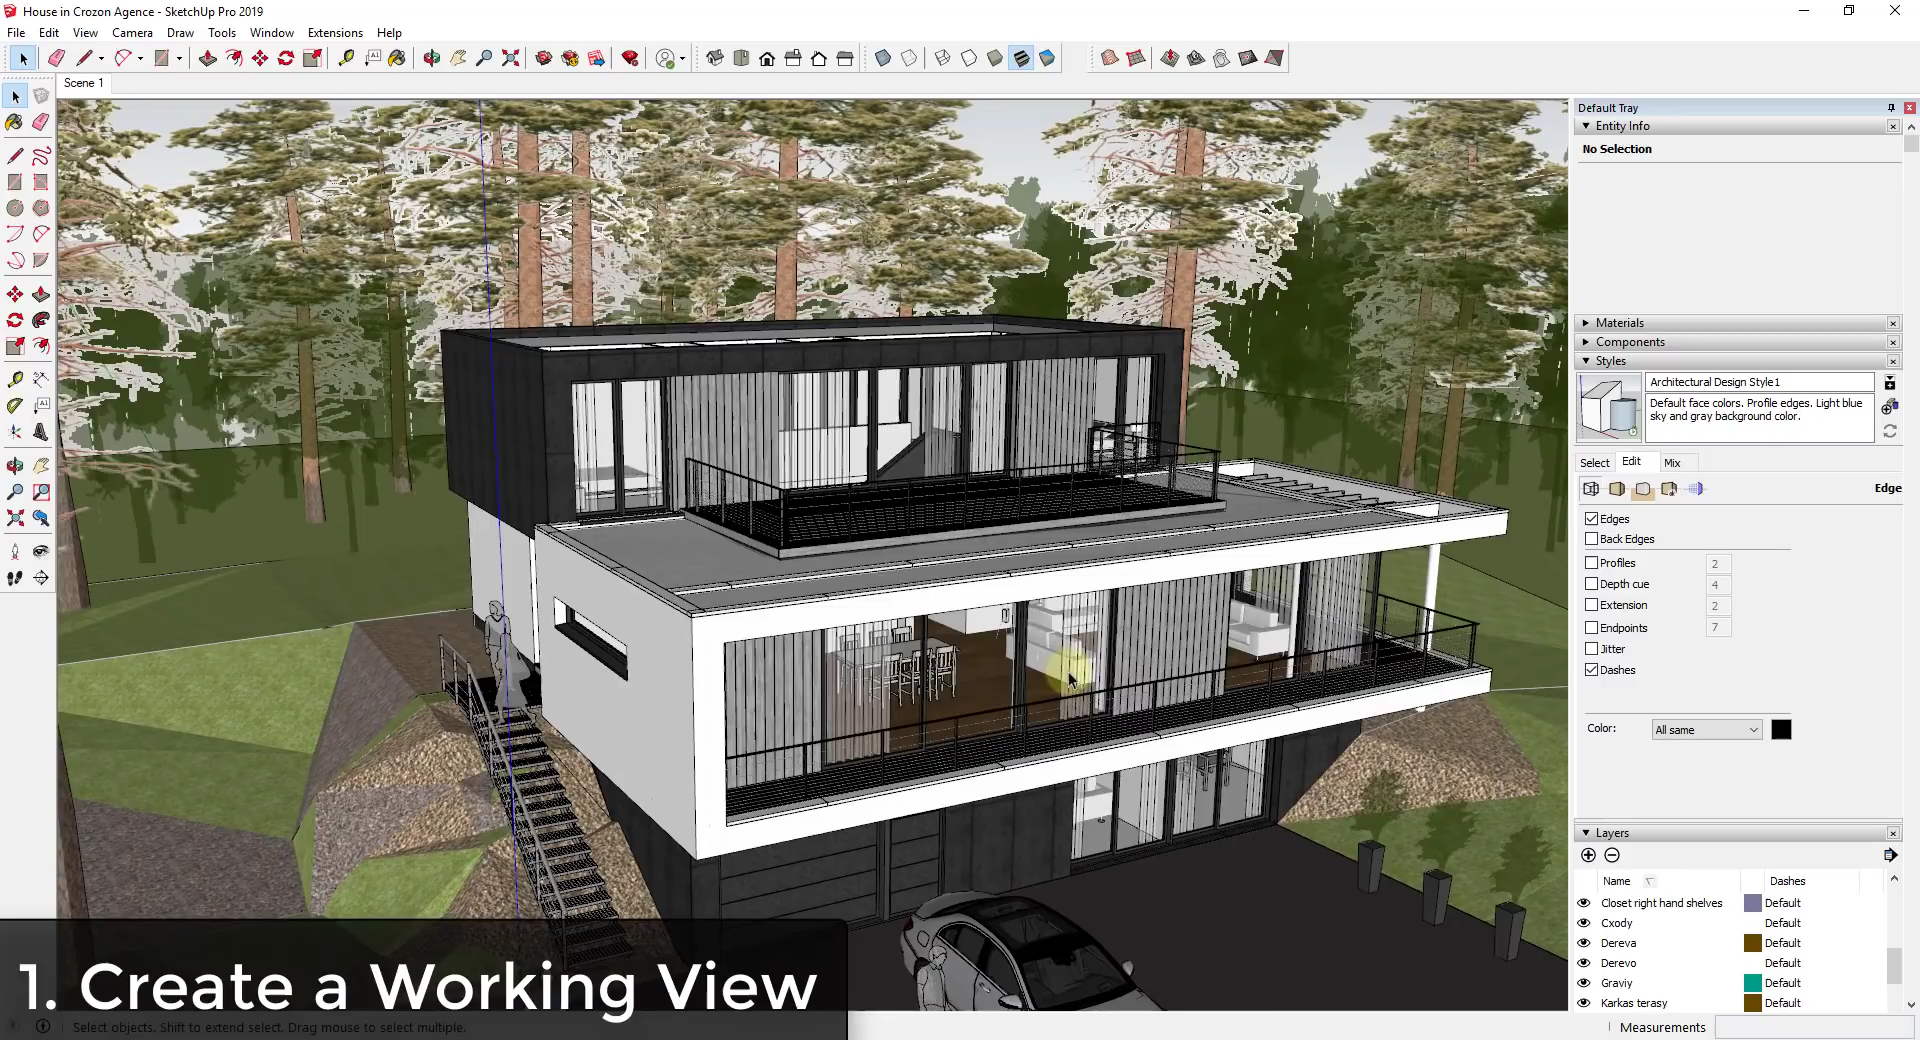 House in Crozon Agence - SketchUp Pro 2019
File Edit View Camera Draw Tools Window Extensions Help
Scene 1
Default Tray
Entity Info
No Selection
Materials
Components
Styles
Architectural Design Style1
Default face colors. Profile edges. Light blue
sky and gray background color.
Select Edit Mix
Edge
Edges
Back Edges
Profiles 2
Depth cue 4
Extension 2
Endpoints 7
Jitter
Dashes
Color: All same
Layers
Name Dashes
Closet right hand shelves Default
Cxody Default
Dereva Default
Derevo Default
Graviy Default
Karkas terasy Default
1. Create a Working View
Select objects. Shift to extend select. Drag mouse to select multiple.
Measurements